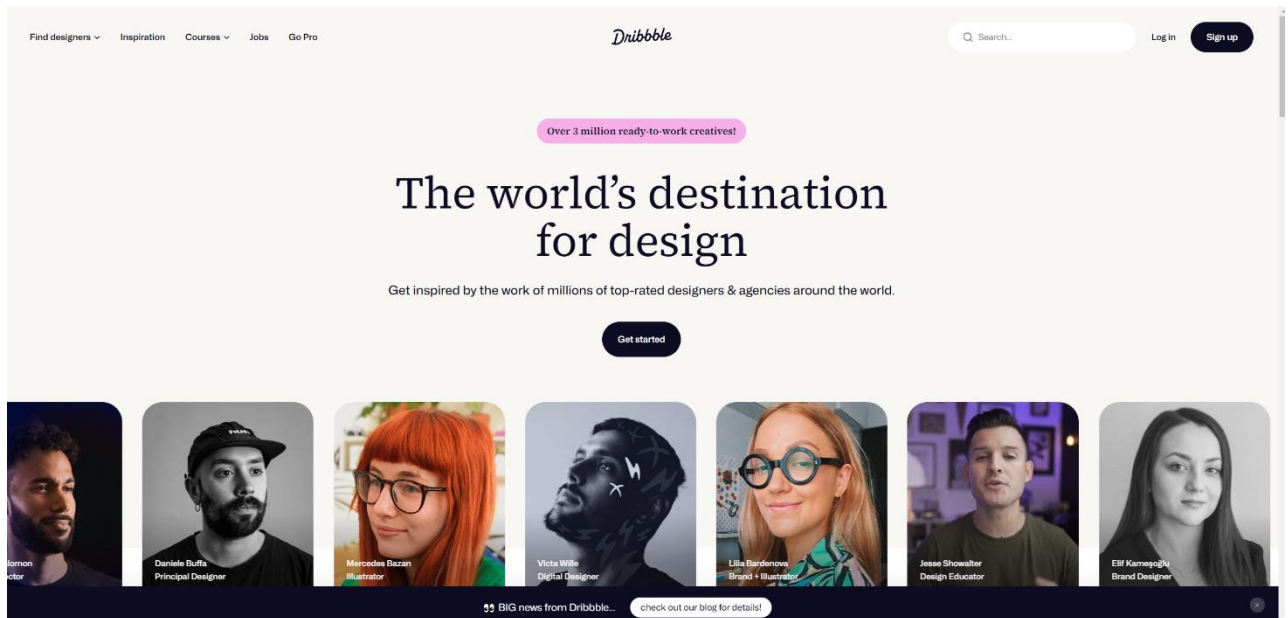 Find designers
Inspiration
Courses
Jobs
Go Pro
Dribbble
Search...
Log in
Sign up
Over 3 million ready-to-work creatives!
The world’s destination
for design
Get inspired by the work of millions of top-rated designers & agencies around the world.
Get started
lomon
ctor
Daniele Buffa
Principal Designer
Mercedes Bazan
Illustrator
Victa Wille
Digital Designer
Lilla Bardenova
Brand + Illustrator
Jesse Showalter
Design Educator
Elif Kameşoğlu
Brand Designer
👀 BIG news from Dribbble...
check out our blog for details!